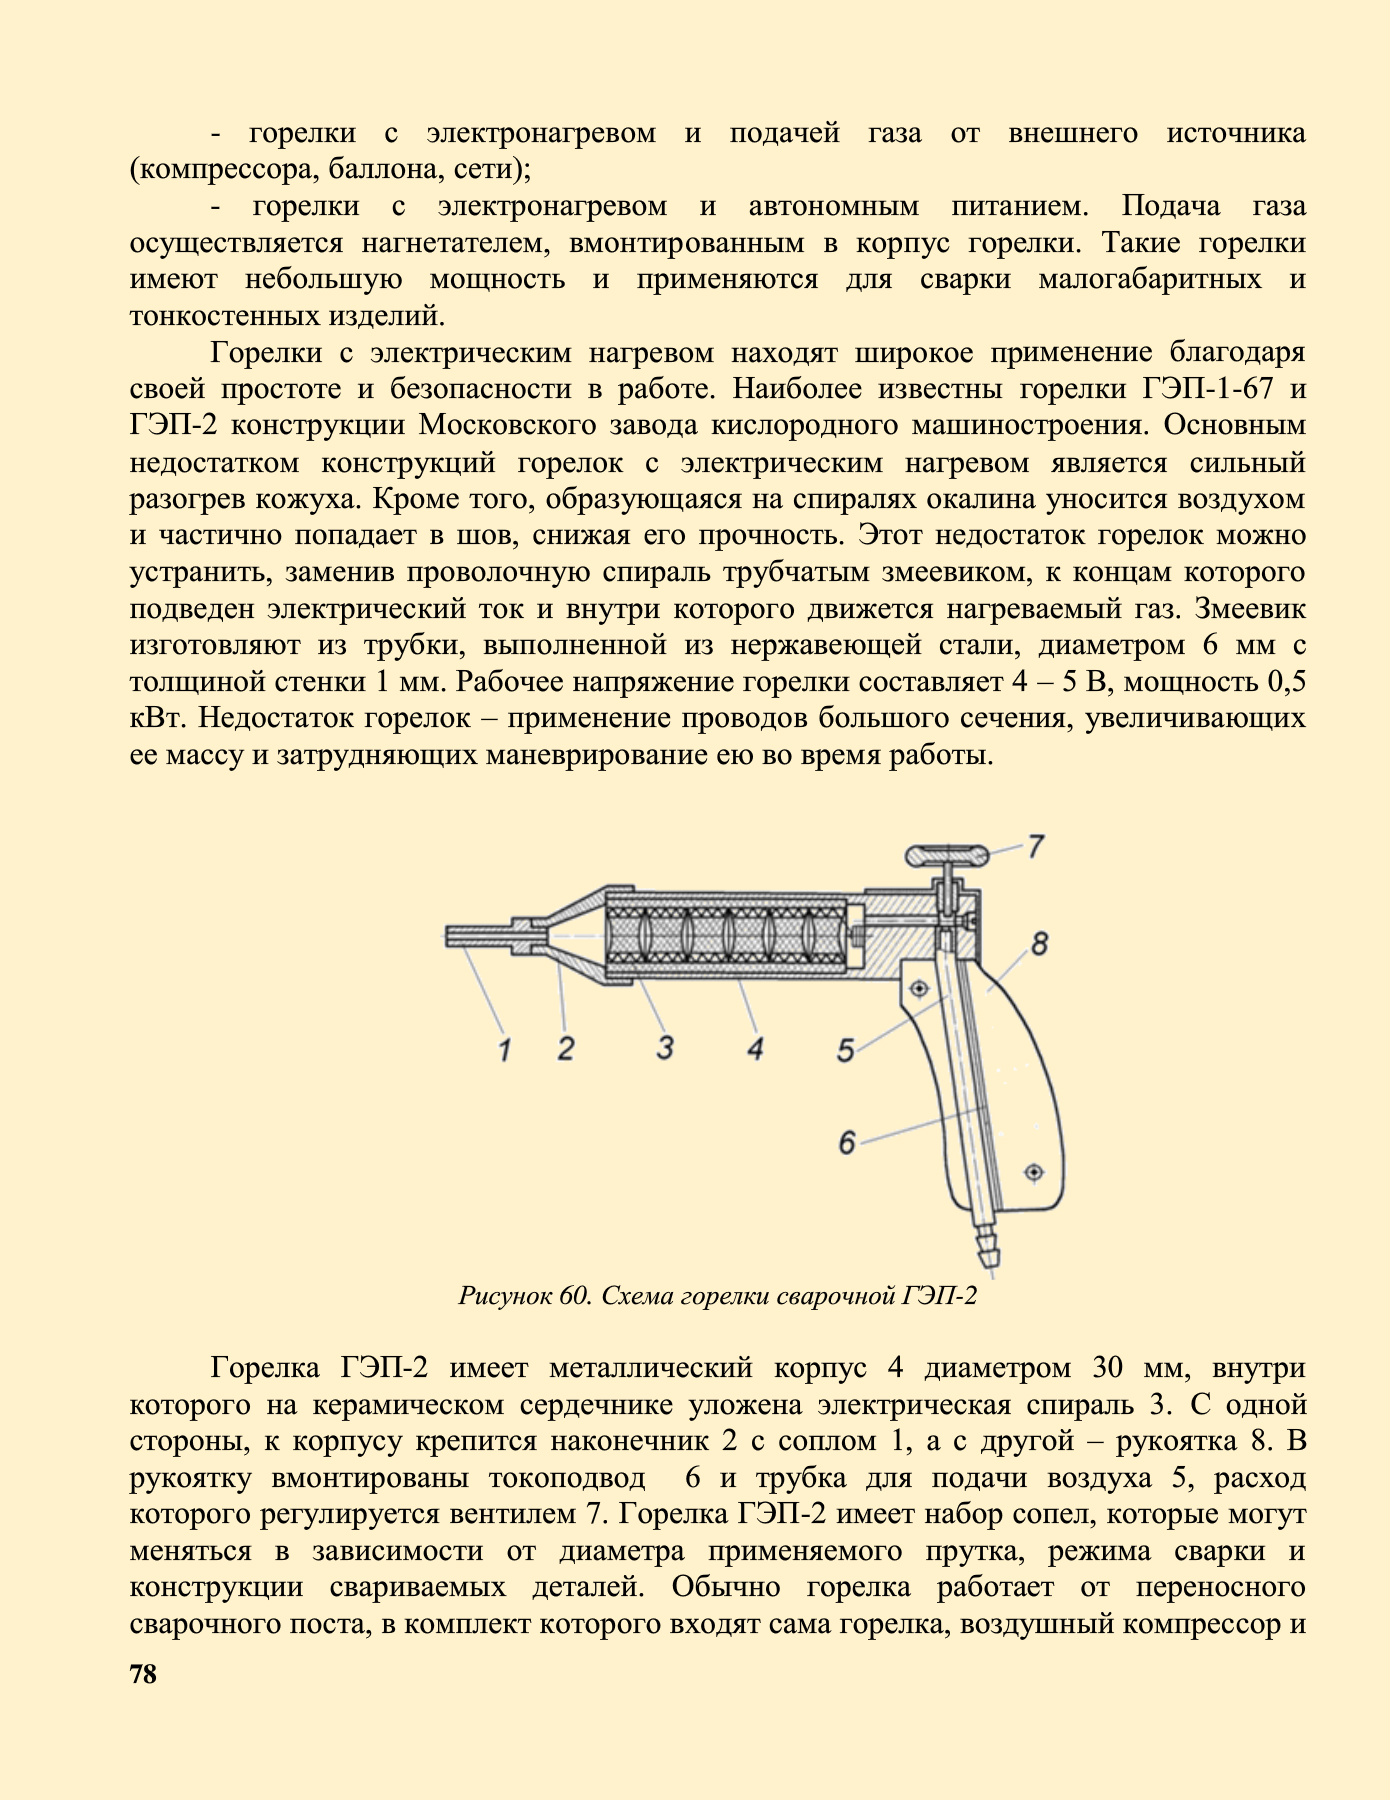 - горелки с электронагревом и подачей газа от внешнего источника
(компрессора, баллона, сети);
- горелки с электронагревом и автономным питанием. Подача газа
осуществляется нагнетателем, вмонтированным в корпус горелки. Такие горелки
имеют небольшую мощность и применяются для сварки малогабаритных и
тонкостенных изделий.
Горелки с электрическим нагревом находят широкое применение благодаря
своей простоте и безопасности в работе. Наиболее известны горелки ГЭП-1-67 и
ГЭП-2 конструкции Московского завода кислородного машиностроения. Основным
недостатком конструкций горелок с электрическим нагревом является сильный
разогрев кожуха. Кроме того, образующаяся на спиралях окалина уносится воздухом
и частично попадает в шов, снижая его прочность. Этот недостаток горелок можно
устранить, заменив проволочную спираль трубчатым змеевиком, к концам которого
подведен электрический ток и внутри которого движется нагреваемый газ. Змеевик
изготовляют из трубки, выполненной из нержавеющей стали, диаметром 6 мм с
толщиной стенки 1 мм. Рабочее напряжение горелки составляет 4 – 5 В, мощность 0,5
кВт. Недостаток горелок – применение проводов большого сечения, увеличивающих
ее массу и затрудняющих маневрирование ею во время работы.
7
8
1 2 3 4 5
6
Рисунок 60. Схема горелки сварочной ГЭП-2
Горелка ГЭП-2 имеет металлический корпус 4 диаметром 30 мм, внутри
которого на керамическом сердечнике уложена электрическая спираль 3. С одной
стороны, к корпусу крепится наконечник 2 с соплом 1, а с другой – рукоятка 8. В
рукоятку вмонтированы токоподвод 6 и трубка для подачи воздуха 5, расход
которого регулируется вентилем 7. Горелка ГЭП-2 имеет набор сопел, которые могут
меняться в зависимости от диаметра применяемого прутка, режима сварки и
конструкции свариваемых деталей. Обычно горелка работает от переносного
сварочного поста, в комплект которого входят сама горелка, воздушный компрессор и
78